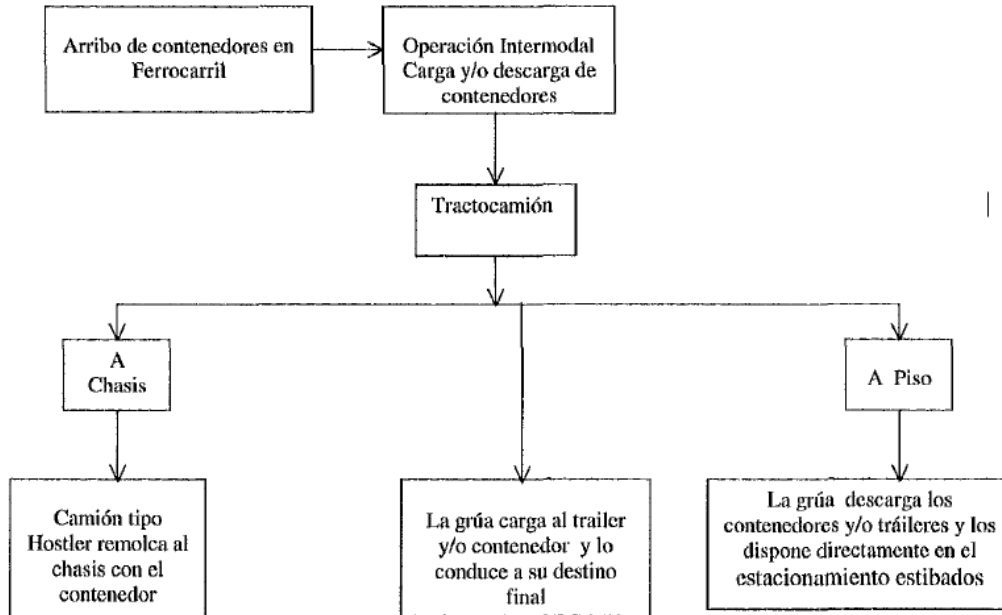 Arribo de contenedores en
Ferrocarril
Operación Intermodal
Carga y/o descarga de
contenedores
Tractocamión
A
Chasis
A Piso
Camión tipo
Hostler remolca al
chasis con el
contenedor
La grúa carga al trailer
y/o contenedor y lo
conduce a su destino
final
La grúa descarga los
contenedores y/o tráileres y los
dispone directamente en el
estacionamiento estibados